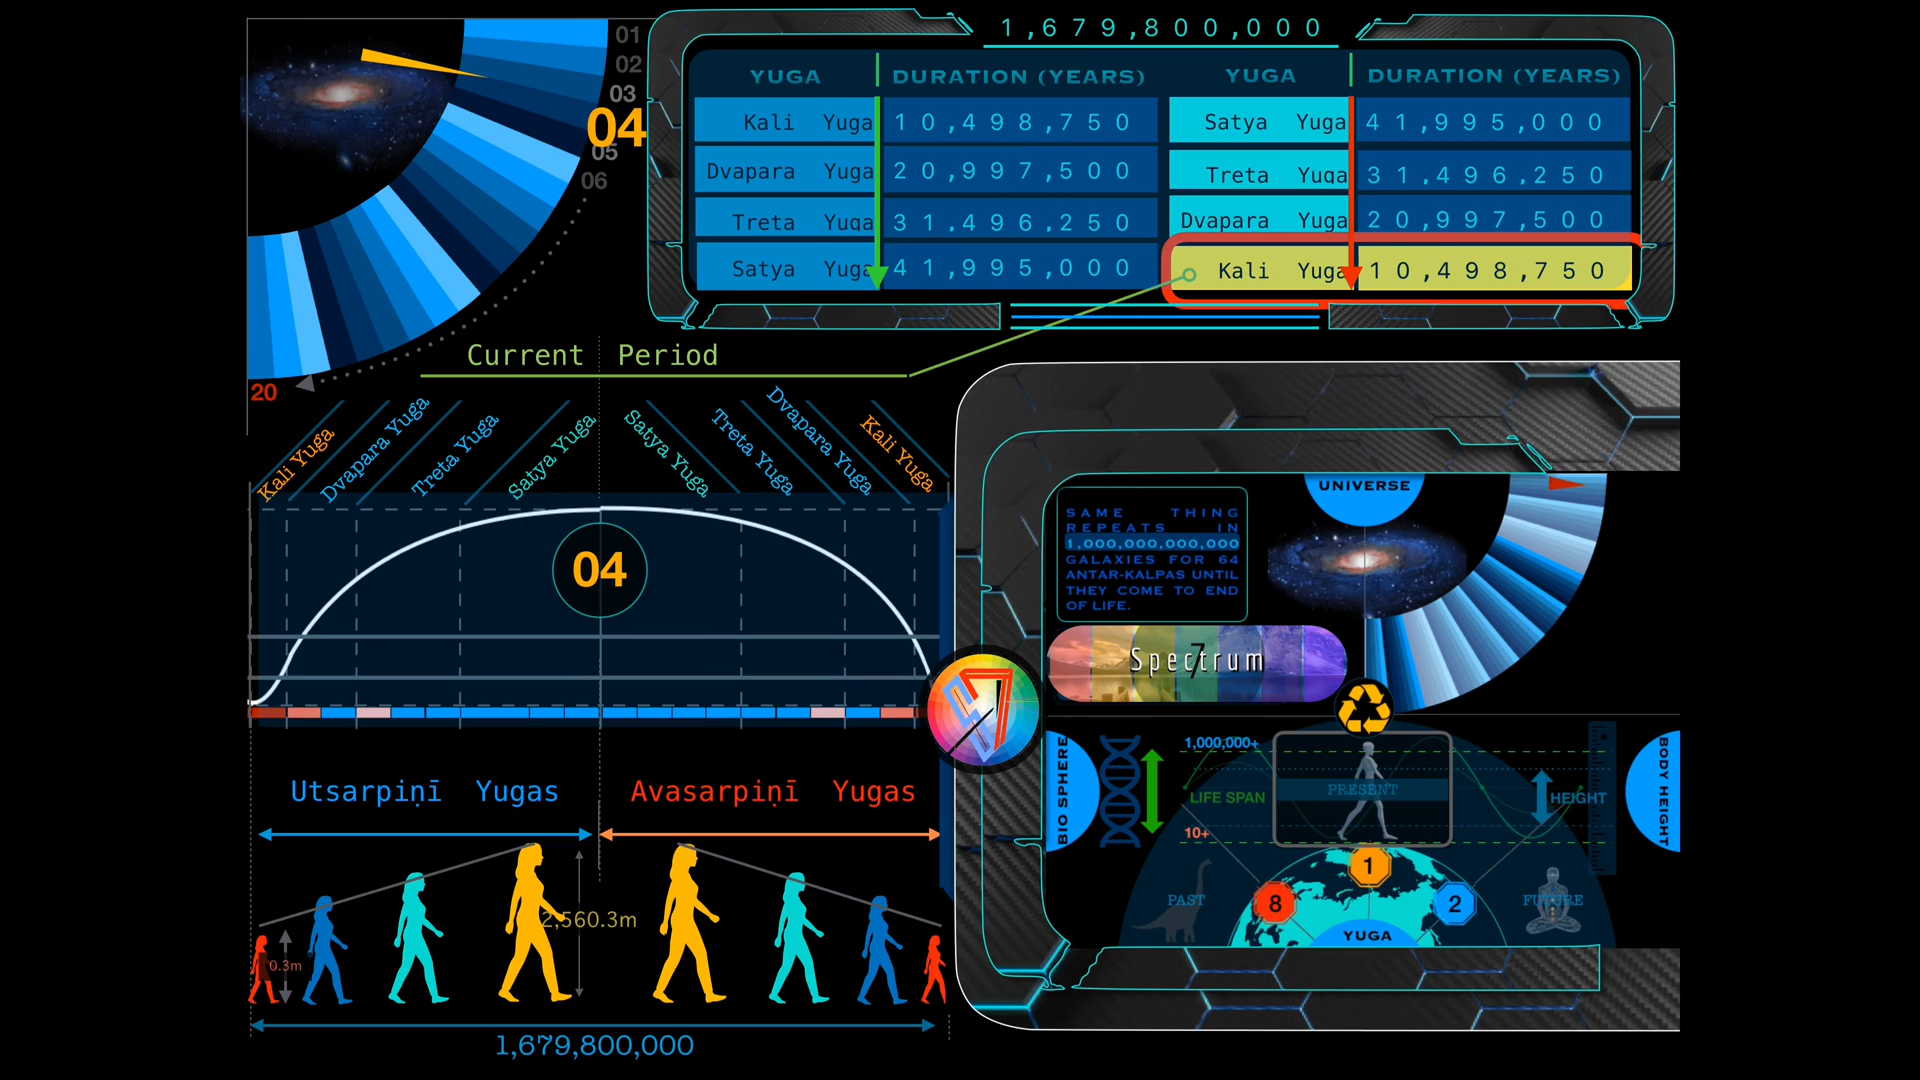 01
02
03
04
05
06
20
1,679,800,000
YUGA DURATION (YEARS) YUGA DURATION (YEARS)
Kali Yuga 10,498,750 Satya Yuga 41,995,000
Dvapara Yuga 20,997,500 Treta Yuga 31,496,250
Treta Yuga 31,496,250 Dvapara Yuga 20,997,500
Satya Yuga 41,995,000 Kali Yuga 10,498,750
Current Period
Kali Yuga
Dvapara Yuga
Treta Yuga
Satya Yuga
Satya Yuga
Treta Yuga
Dvapara Yuga
Kali Yuga
04
Utsarpiṇī Yugas
Avasarpiṇī Yugas
2,560.3m
0.3m
1,679,800,000
UNIVERSE
SAME THING
REPEATS IN
1,000,000,000,000
GALAXIES FOR 64
ANTAR-KALPAS UNTIL
THEY COME TO END
OF LIFE.
Spectrum
7
BIO SPHERE
1,000,000+
LIFE SPAN
10+
PRESENT
HEIGHT
BODY HEIGHT
PAST
FUTURE
8
1
2
YUGA